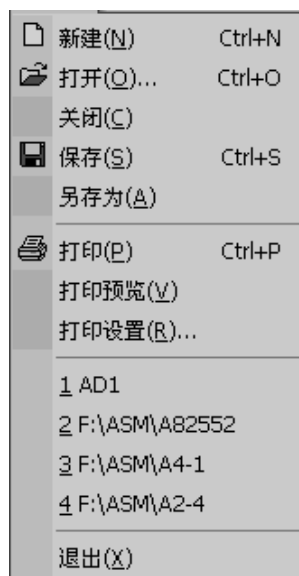 新建(N) Ctrl+N
打开(O)... Ctrl+O
关闭(C)
保存(S) Ctrl+S
另存为(A)
打印(P) Ctrl+P
打印预览(V)
打印设置(R)...
1 AD1
2 F:\ASM\A82552
3 F:\ASM\A4-1
4 F:\ASM\A2-4
退出(X)